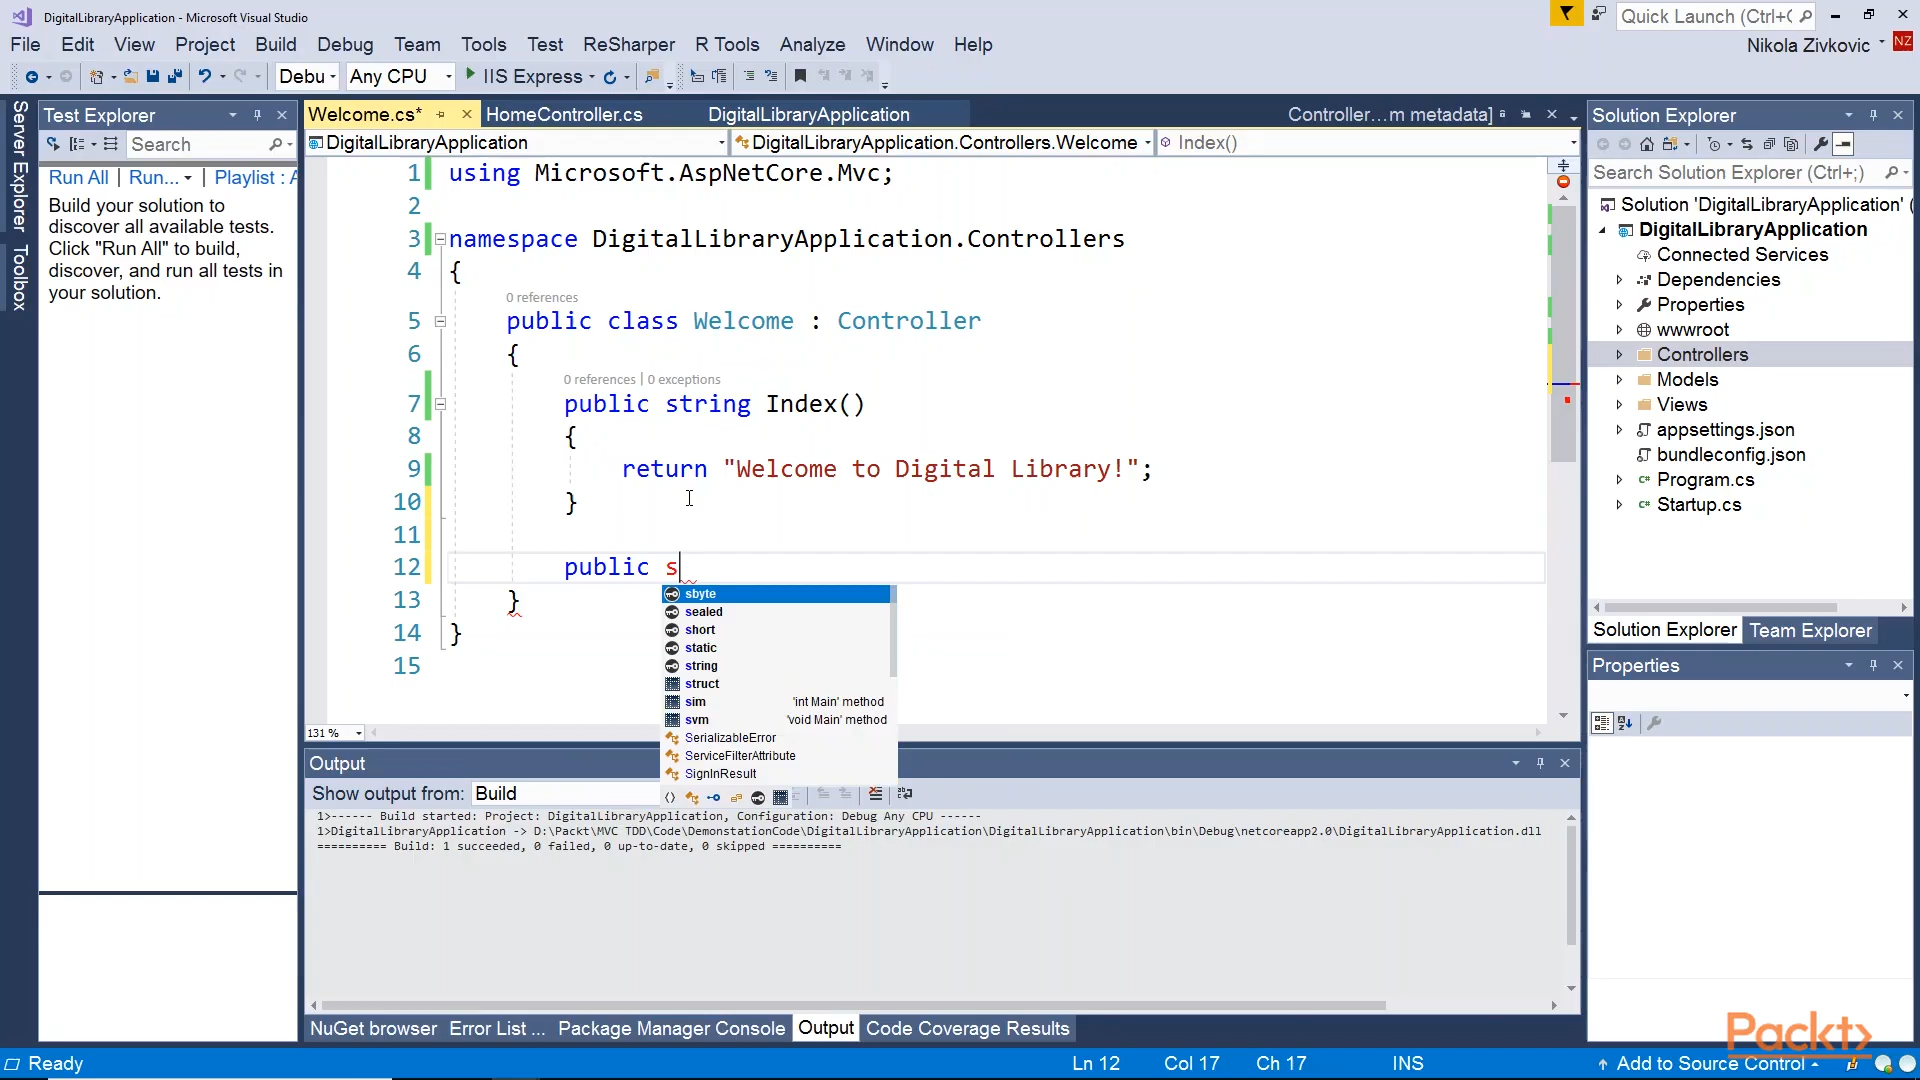 DigitalLibraryApplication - Microsoft Visual Studio
Quick Launch (Ctrl+Q
File Edit View Project Build Debug Team Tools Test ReSharper R Tools Analyze Window Help
Nikola Zivkovic NZ
Debu Any CPU IIS Express
Server Explorer
Toolbox
Test Explorer
Search
Run All | Run... Playlist : A
Build your solution to
discover all available tests.
Click "Run All" to build,
discover, and run all tests in
your solution.
Welcome.cs* HomeController.cs DigitalLibraryApplication Controller...m metadata]
DigitalLibraryApplication DigitalLibraryApplication.Controllers.Welcome Index()
1 using Microsoft.AspNetCore.Mvc;
2
3 namespace DigitalLibraryApplication.Controllers
4 {
0 references
5 public class Welcome : Controller
6 {
0 references | 0 exceptions
7 public string Index()
8 {
9 return "Welcome to Digital Library!";
10 }
11
12 public s
13 }
14 }
15
sbyte
sealed
short
static
string
struct
sim 'int Main' method
svm 'void Main' method
SerializableError
ServiceFilterAttribute
SignInResult
131 %
Output
Show output from: Build
1>------ Build started: Project: DigitalLibraryApplication, Configuration: Debug Any CPU ------
1>DigitalLibraryApplication -> D:\Packt\MVC TDD\Code\DemonstationCode\DigitalLibraryApplication\DigitalLibraryApplication\bin\Debug\netcoreapp2.0\DigitalLibraryApplication.dll
========== Build: 1 succeeded, 0 failed, 0 up-to-date, 0 skipped ==========
NuGet browser Error List ... Package Manager Console Output Code Coverage Results
Solution Explorer
Search Solution Explorer (Ctrl+;)
Solution 'DigitalLibraryApplication' (
DigitalLibraryApplication
Connected Services
Dependencies
Properties
wwwroot
Controllers
Models
Views
appsettings.json
bundleconfig.json
Program.cs
Startup.cs
Solution Explorer Team Explorer
Properties
Packt>
Ready Ln 12 Col 17 Ch 17 INS Add to Source Control